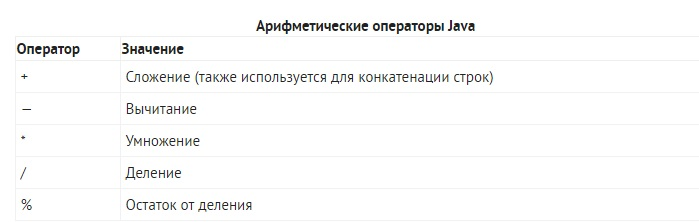 Арифметические операторы Java
Оператор Значение
+ Сложение (также используется для конкатенации строк)
— Вычитание
* Умножение
/ Деление
% Остаток от деления